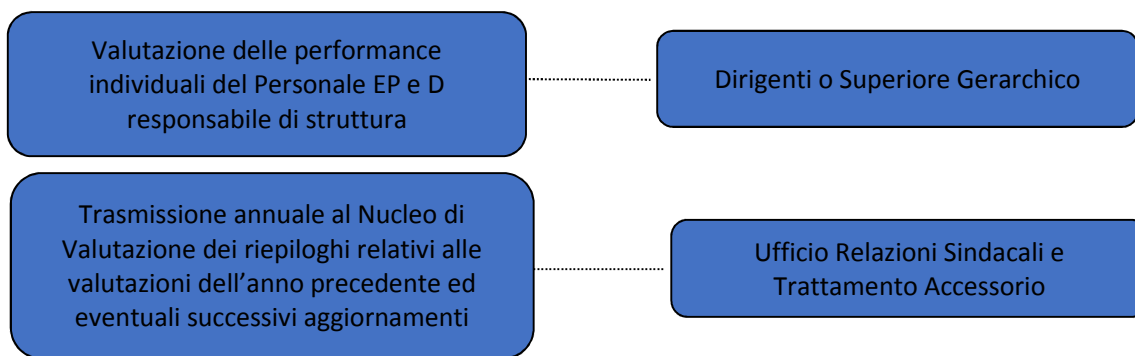 Valutazione delle performance
individuali del Personale EP e D
responsabile di struttura
Dirigenti o Superiore Gerarchico
Trasmissione annuale al Nucleo di
Valutazione dei riepiloghi relativi alle
valutazioni dell’anno precedente ed
eventuali successivi aggiornamenti
Ufficio Relazioni Sindacali e
Trattamento Accessorio